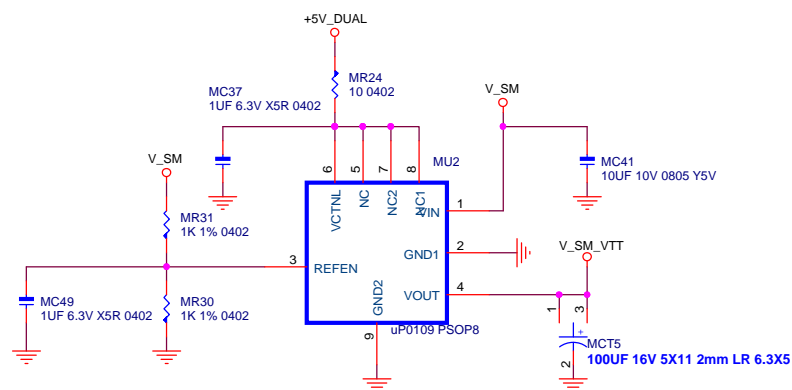 +5V_DUAL
MR24
10 0402
MC37
1UF 6.3V X5R 0402
V_SM
MC41
10UF 10V 0805 Y5V
MU2
6
5
7
8
VCTNL
NC
NC2
NC1
VIN
1
V_SM
MR31
1K 1% 0402
3
REFEN
GND1
2
V_SM_VTT
VOUT
4
GND2
MC49
1UF 6.3V X5R 0402
MR30
1K 1% 0402
uP0109 PSOP8
9
1
3
+
MCT5
100UF 16V 5X11 2mm LR 6.3X5
2